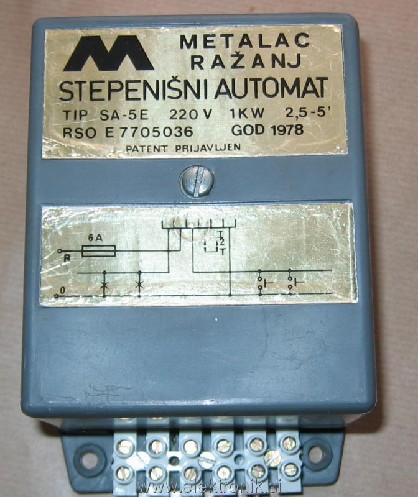 METALAC
RAŽANJ
STEPENIŠNI AUTOMAT
TIP SA-5E 220 V 1KW 2,5-5'
RSO E 7705036 GOD 1978
PATENT PRIJAVLJEN
6A
R
0